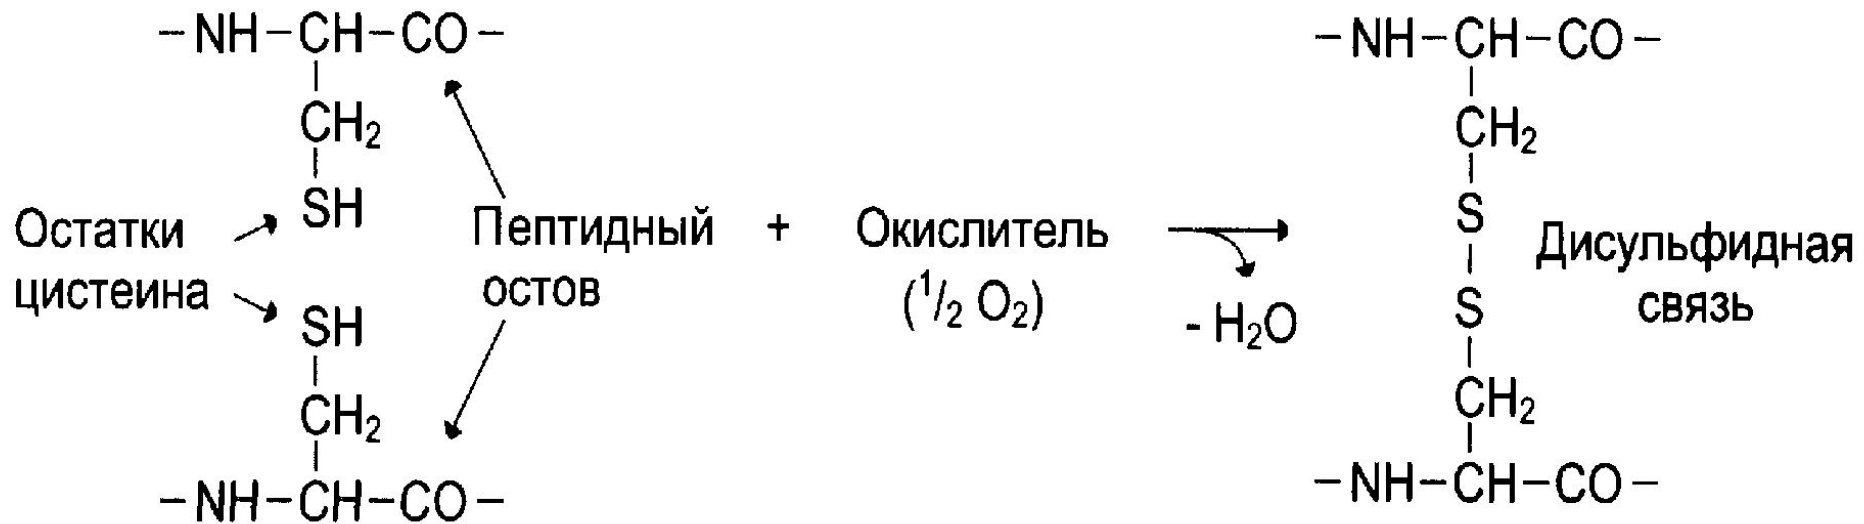 –NH–CH–CO–
CH₂
SH
Остатки
цистеина
SH
CH₂
–NH–CH–CO–
Пептидный
остов
+
Окислитель
(¹/₂ O₂)
- H₂O
–NH–CH–CO–
CH₂
S
S
CH₂
–NH–CH–CO–
Дисульфидная
связь